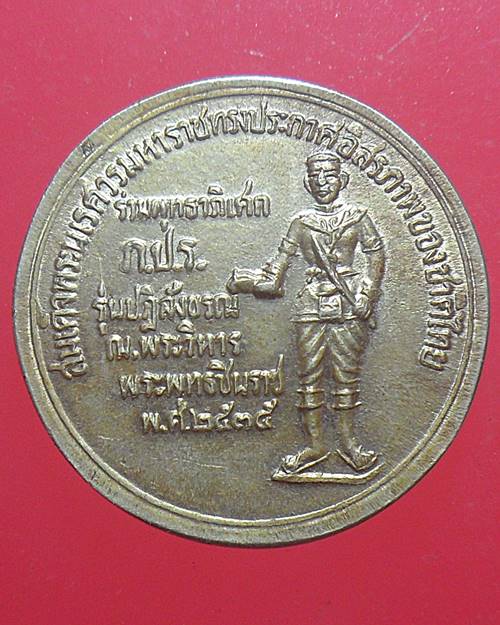 สมเด็จพระนเรศวรมหาราชทรงประกาศอิสรภาพของชาติไทย
ร่วมพุทธาภิเศก
ภ.ป.ร.
รุ่นปฏิสังขรณ์
ณ.พระวิหาร
พระพุทธชินราช
พ.ศ.๒๕๓๕